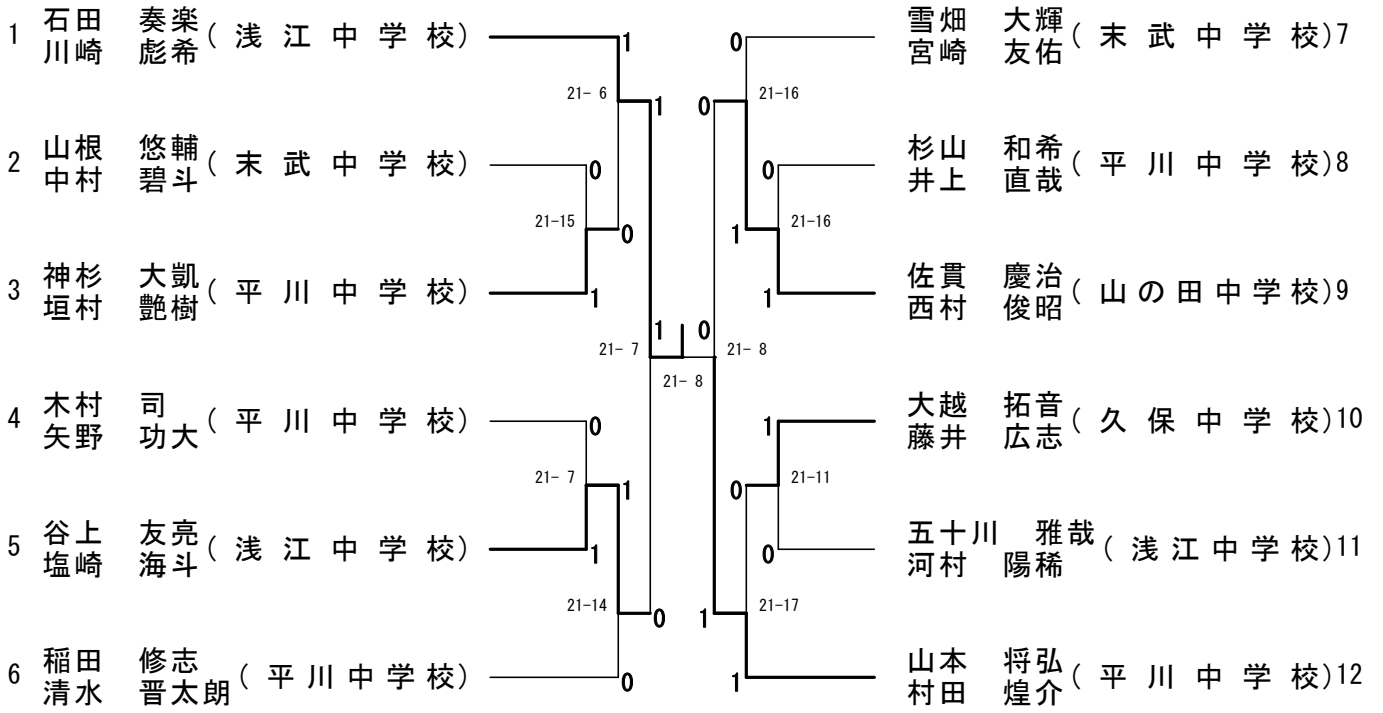 1 石田 奏楽 (浅江中学校)
川崎 彪希
2 山根 悠輔 (末武中学校)
中村 碧斗
3 神杉 大凱 (平川中学校)
垣村 艶樹
4 木村 司 (平川中学校)
矢野 功大
5 谷上 友亮 (浅江中学校)
塩崎 海斗
6 稲田 修志 (平川中学校)
清水 晋太朗
1
21- 6
1
0
21-15
0
1
1
21- 7
0
21- 7
1
1
21-14
0
0
21- 8
0
0
21-16
0
1
21-16
1
0
21- 8
1
0
21-11
0
1
21-17
1
雪畑 大輝 (末武中学校)7
宮崎 友佑
杉山 和希 (平川中学校)8
井上 直哉
佐貫 慶治 (山の田中学校)9
西村 俊昭
大越 拓音 (久保中学校)10
藤井 広志
五十川 雅哉 (浅江中学校)11
河村 陽稀
山本 将弘 (平川中学校)12
村田 煌介